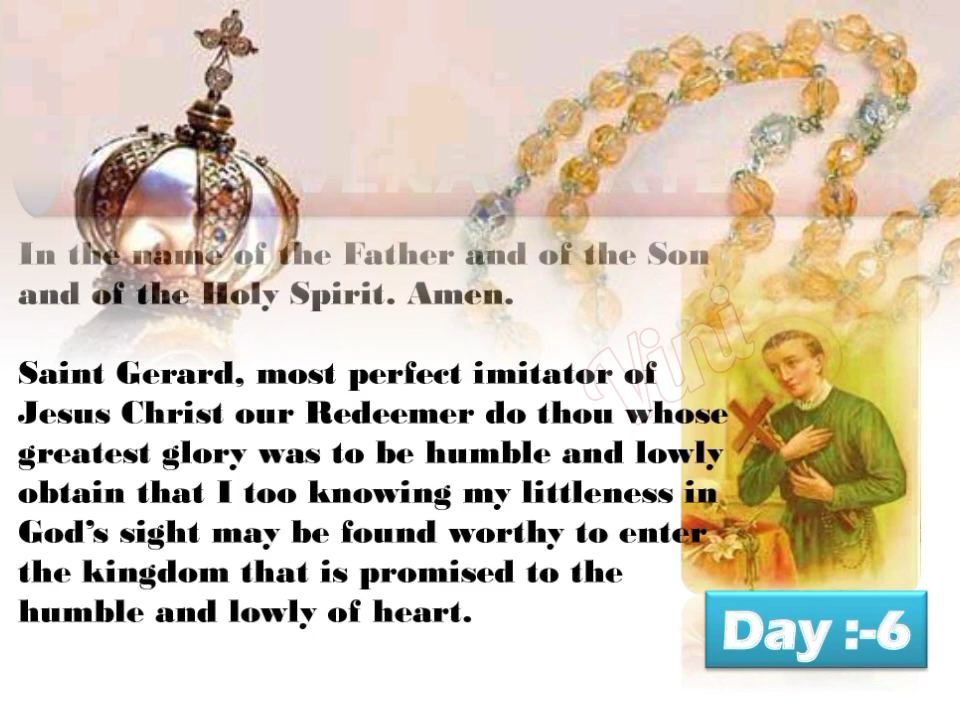 In the name of the Father and of the Son
and of the Holy Spirit. Amen.
Saint Gerard, most perfect imitator of
Jesus Christ our Redeemer do thou whose
greatest glory was to be humble and lowly
obtain that I too knowing my littleness in
God’s sight may be found worthy to enter
the kingdom that is promised to the
humble and lowly of heart.
Vini
Day :-6